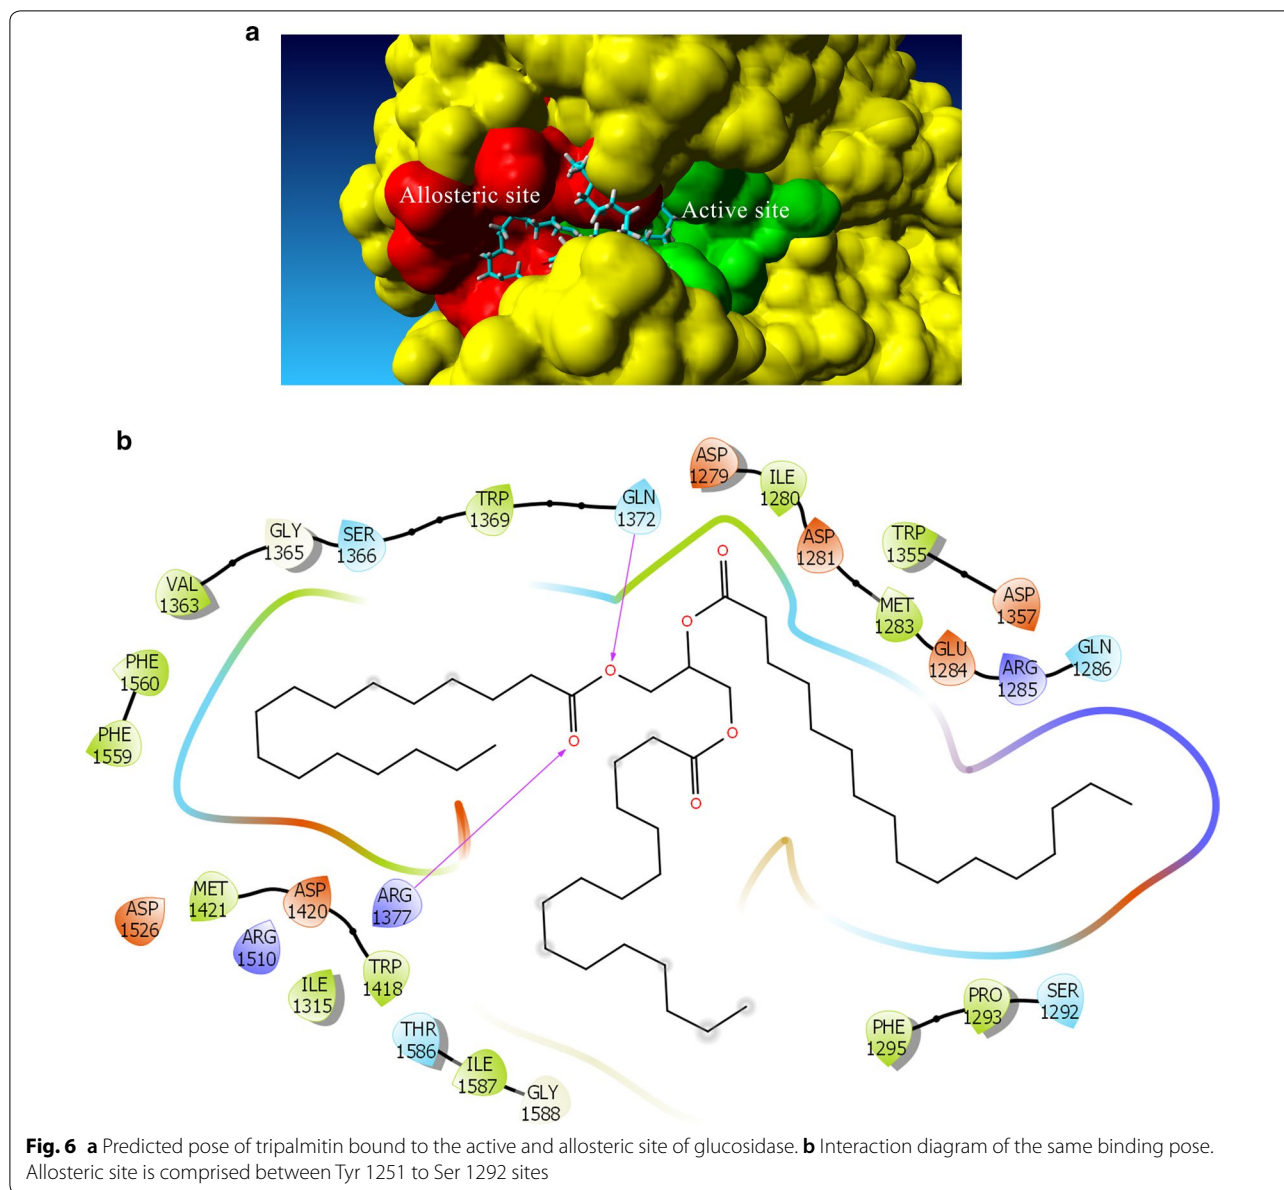 a
Allosteric site
Active site
b
ASP
1279
ILE
1280
ASP
1281
MET
1283
GLU
1284
ARG
1285
GLN
1286
TRP
1355
ASP
1357
GLN
1372
TRP
1369
SER
1366
GLY
1365
VAL
1363
PHE
1560
PHE
1559
O
O
O
O
O
O
ASP
1526
MET
1421
ASP
1420
ARG
1377
ARG
1510
ILE
1315
TRP
1418
THR
1586
ILE
1587
GLY
1588
PHE
1295
PRO
1293
SER
1292
Fig. 6 a Predicted pose of tripalmitin bound to the active and allosteric site of glucosidase. b Interaction diagram of the same binding pose.
Allosteric site is comprised between Tyr 1251 to Ser 1292 sites